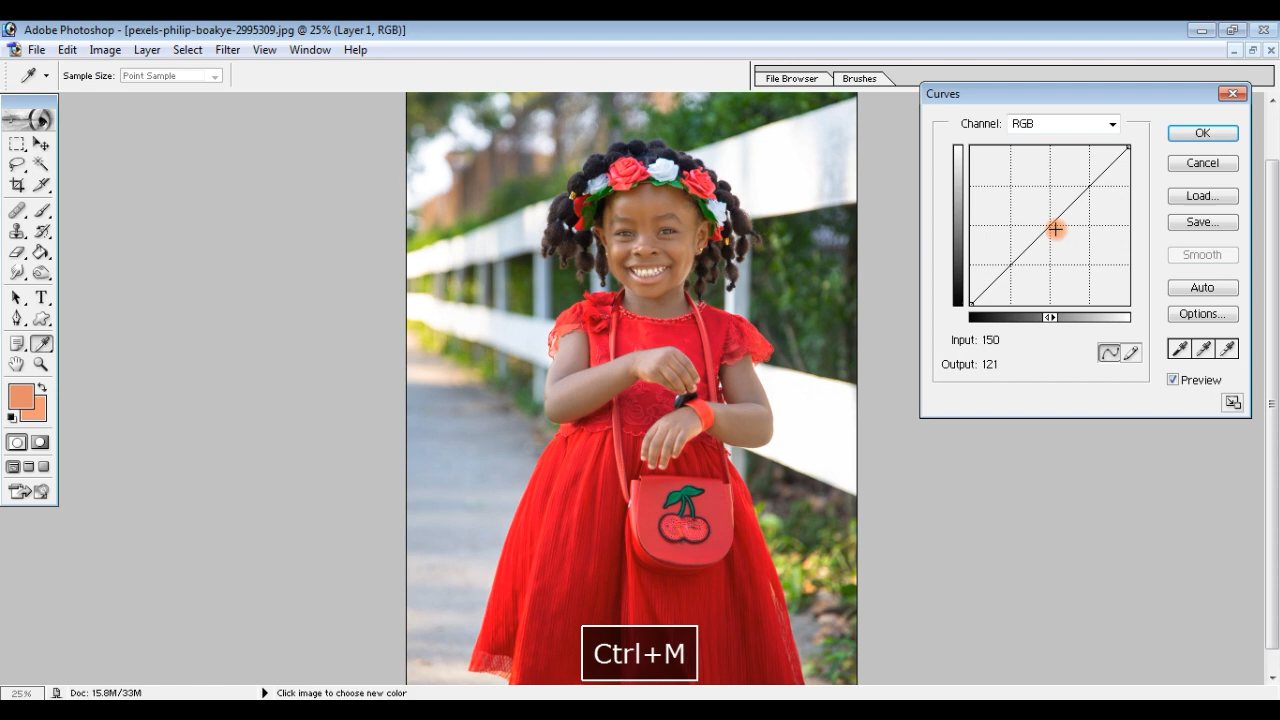 Adobe Photoshop - [pexels-philip-boakye-2995309.jpg @ 25% (Layer 1, RGB)]
File Edit Image Layer Select Filter View Window Help
Sample Size: Point Sample
File Browser Brushes
Curves
Channel: RGB
OK
Cancel
Load...
Save...
Smooth
Auto
Options...
Input: 150
Output: 121
Preview
Ctrl+M
25% Doc: 15.8M/33M Click image to choose new color